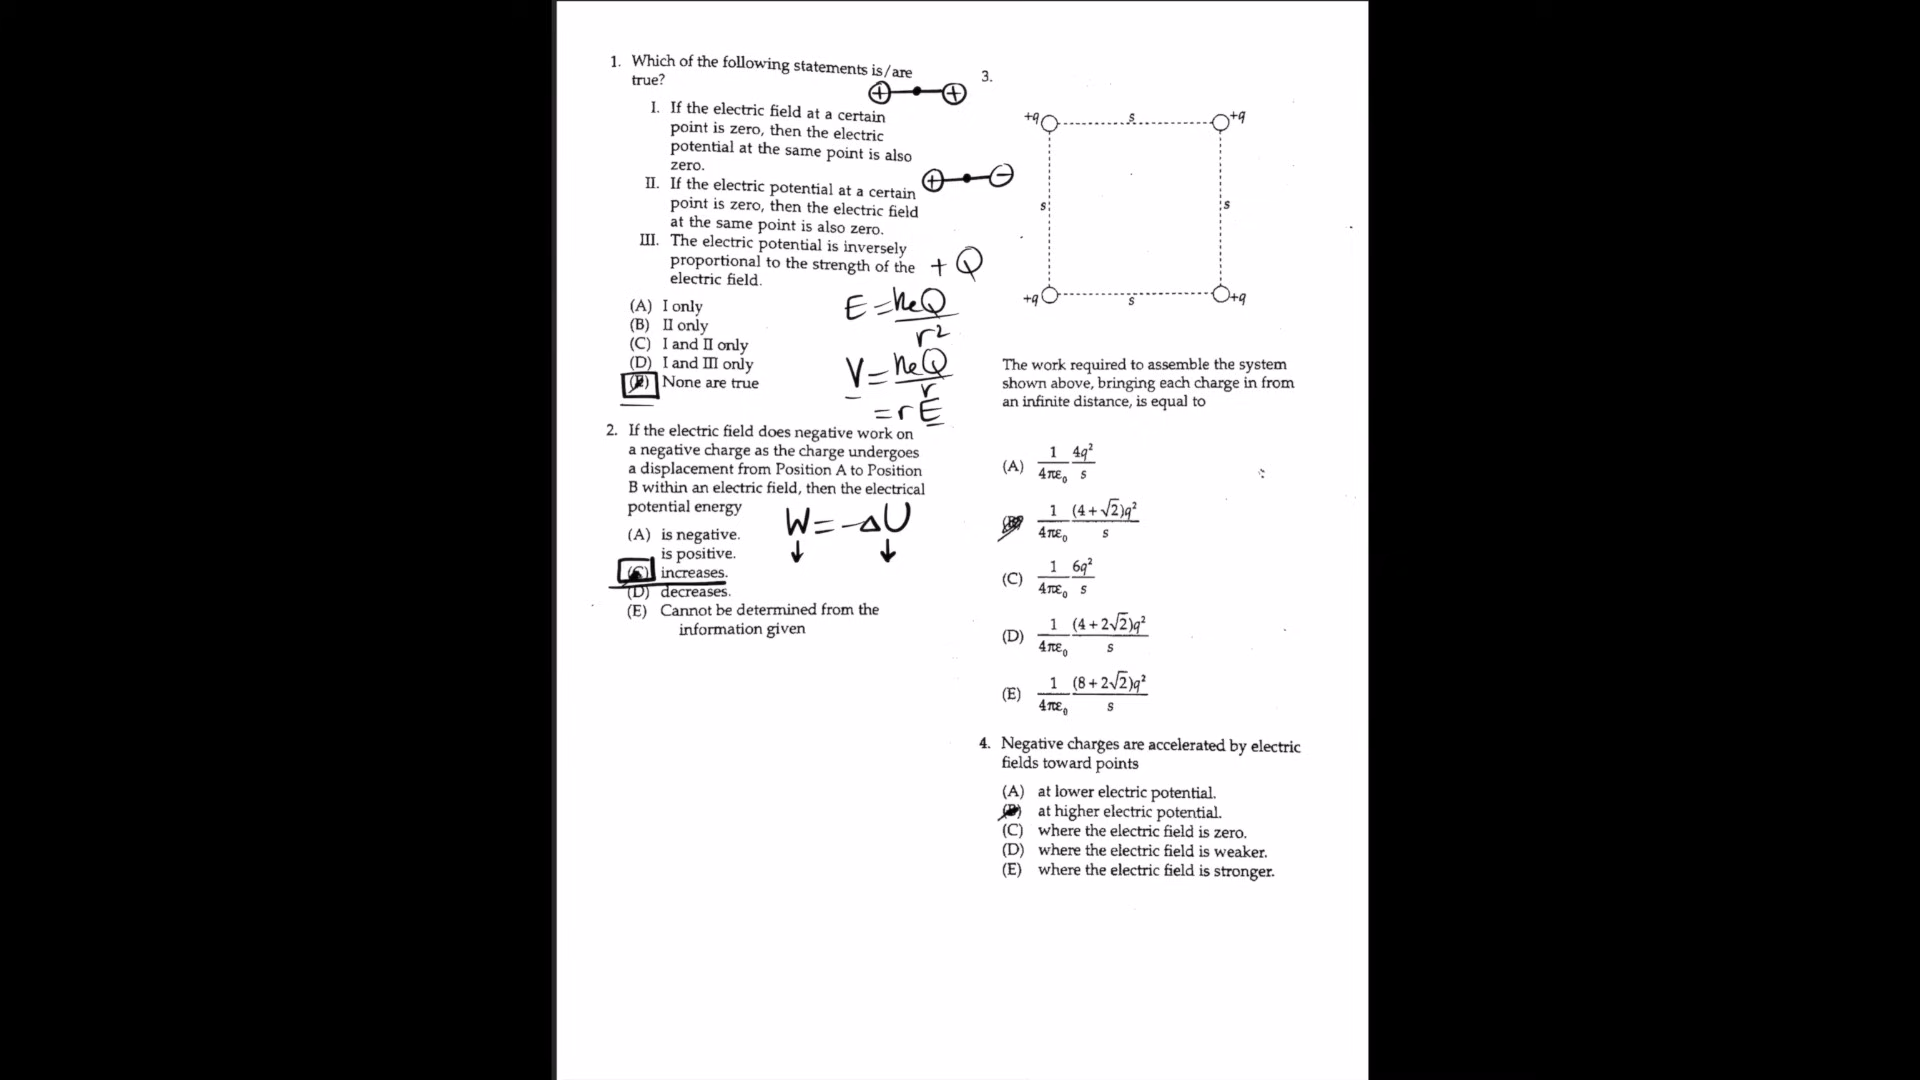 1. Which of the following statements is/are
true?
I. If the electric field at a certain
point is zero, then the electric
potential at the same point is also
zero.
II. If the electric potential at a certain
point is zero, then the electric field
at the same point is also zero.
III. The electric potential is inversely
proportional to the strength of the
electric field.
+ +
+ −
+ Q
E = keQ / r²
V = keQ / r
= r E
(A) I only
(B) II only
(C) I and II only
(D) I and III only
(E) None are true
2. If the electric field does negative work on
a negative charge as the charge undergoes
a displacement from Position A to Position
B within an electric field, then the electrical
potential energy
W = -ΔU
↓ ↓
(A) is negative.
is positive.
(C) increases.
(D) decreases.
(E) Cannot be determined from the
information given
3.
+q s +q
s s
+q s +q
The work required to assemble the system
shown above, bringing each charge in from
an infinite distance, is equal to
(A) 1/4πε₀ 4q²/s
(B) 1/4πε₀ (4+√2)q²/s
(C) 1/4πε₀ 6q²/s
(D) 1/4πε₀ (4+2√2)q²/s
(E) 1/4πε₀ (8+2√2)q²/s
4. Negative charges are accelerated by electric
fields toward points
(A) at lower electric potential.
(B) at higher electric potential.
(C) where the electric field is zero.
(D) where the electric field is weaker.
(E) where the electric field is stronger.